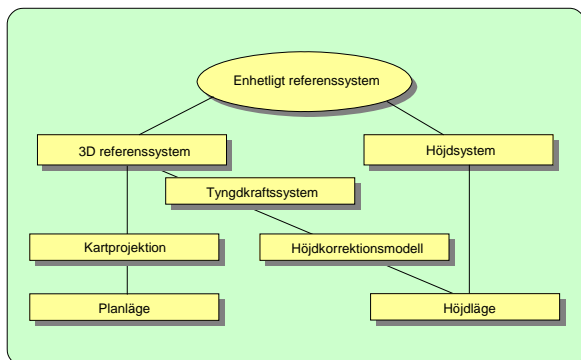 Enhetligt referenssystem
3D referenssystem
Höjdsystem
Tyngdkraftssystem
Kartprojektion
Höjdkorrektionsmodell
Planläge
Höjdläge